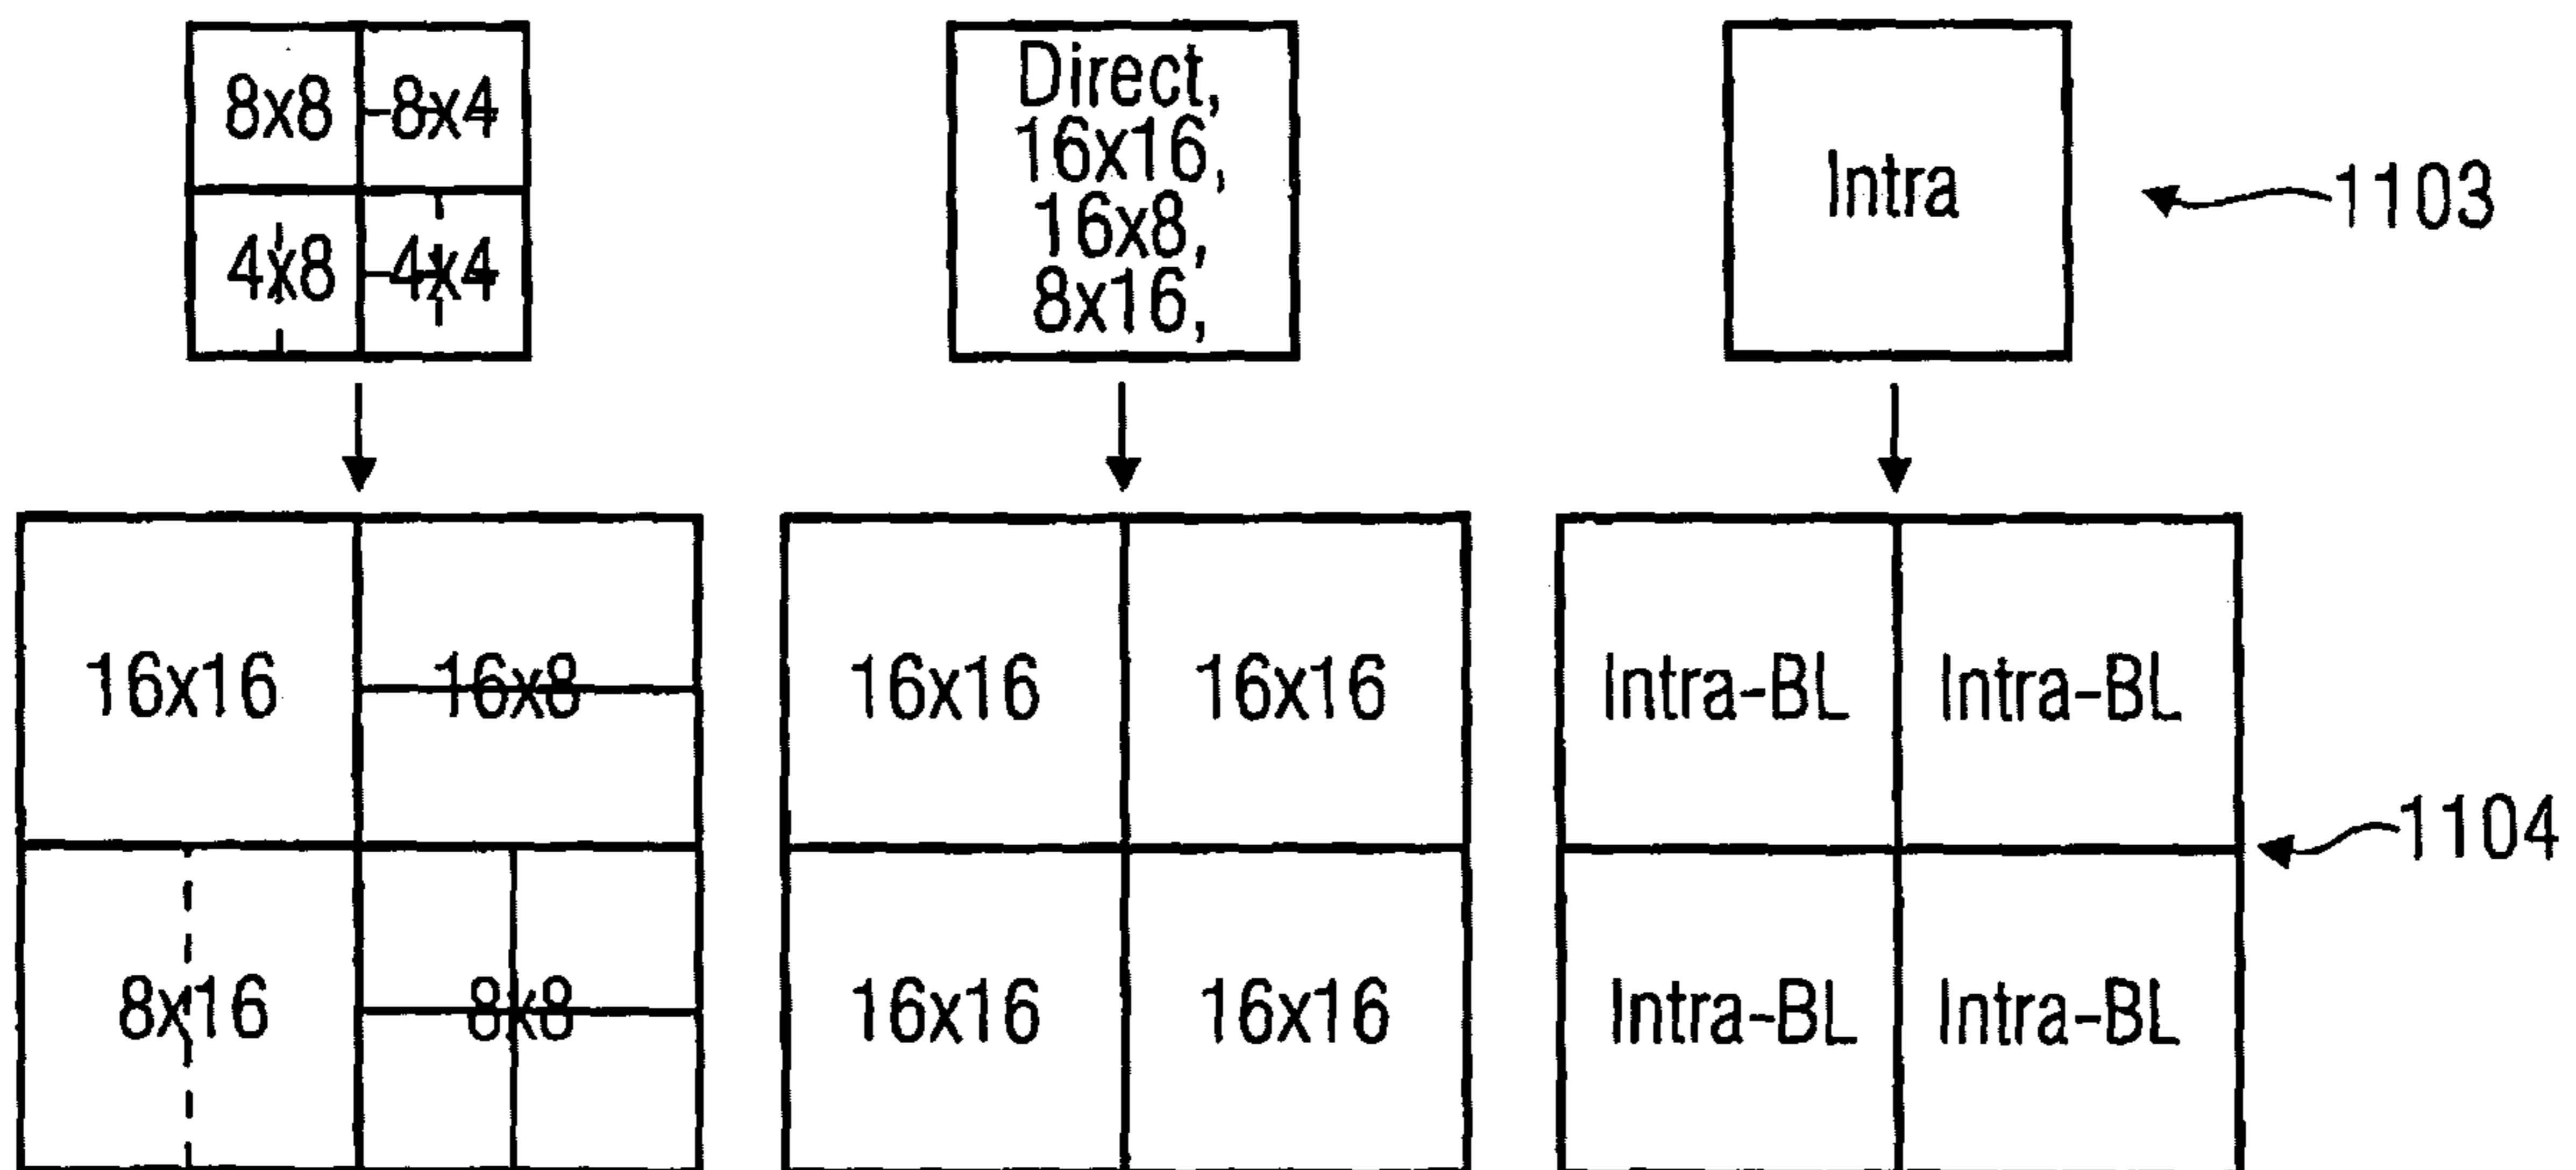 8x8 8x4
4x8 4x4
Direct,
16x16,
16x8,
8x16,
Intra
1103
16x16 16x8
8x16 8x8
16x16 16x16
16x16 16x16
Intra-BL Intra-BL
Intra-BL Intra-BL
1104